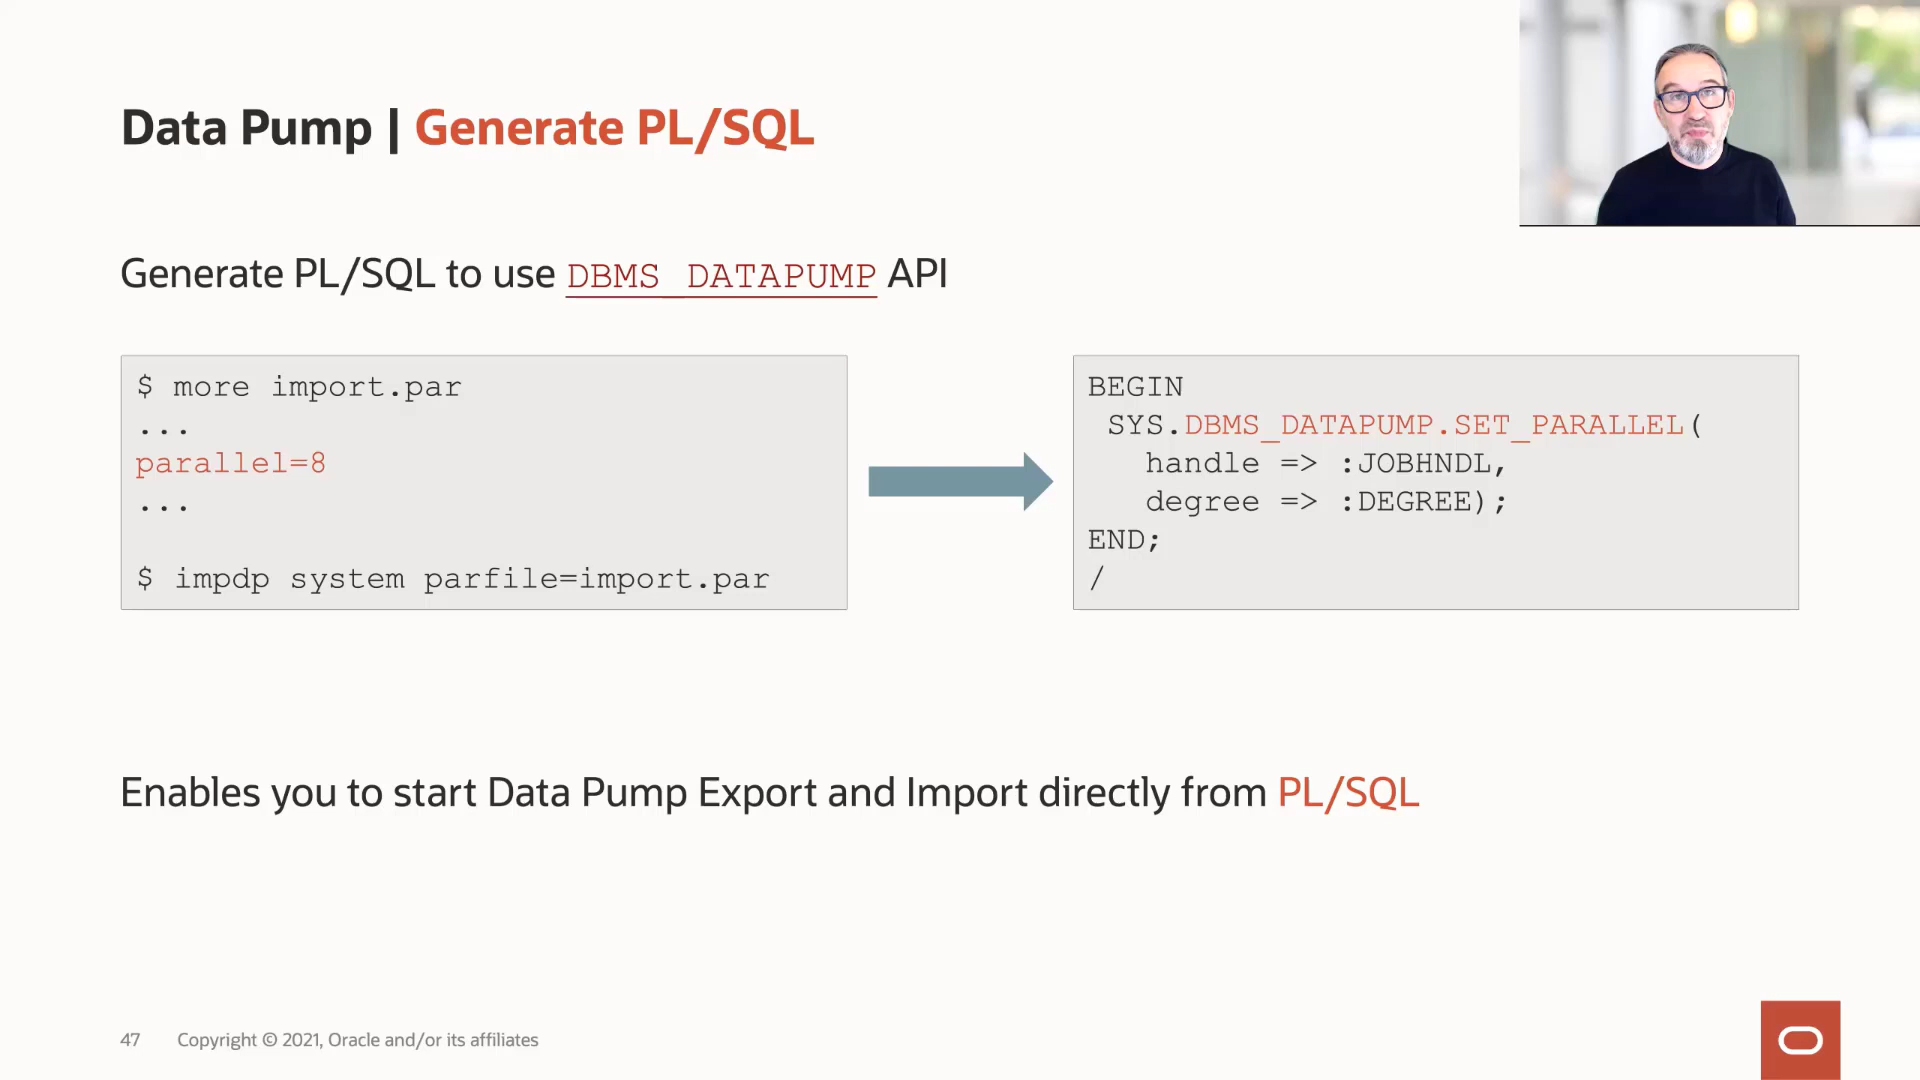 Data Pump | Generate PL/SQL
Generate PL/SQL to use DBMS_DATAPUMP API
$ more import.par
...
parallel=8
...
$ impdp system parfile=import.par
BEGIN
SYS.DBMS_DATAPUMP.SET_PARALLEL(
handle => :JOBHNDL,
degree => :DEGREE);
END;
/
Enables you to start Data Pump Export and Import directly from PL/SQL
47 Copyright © 2021, Oracle and/or its affiliates